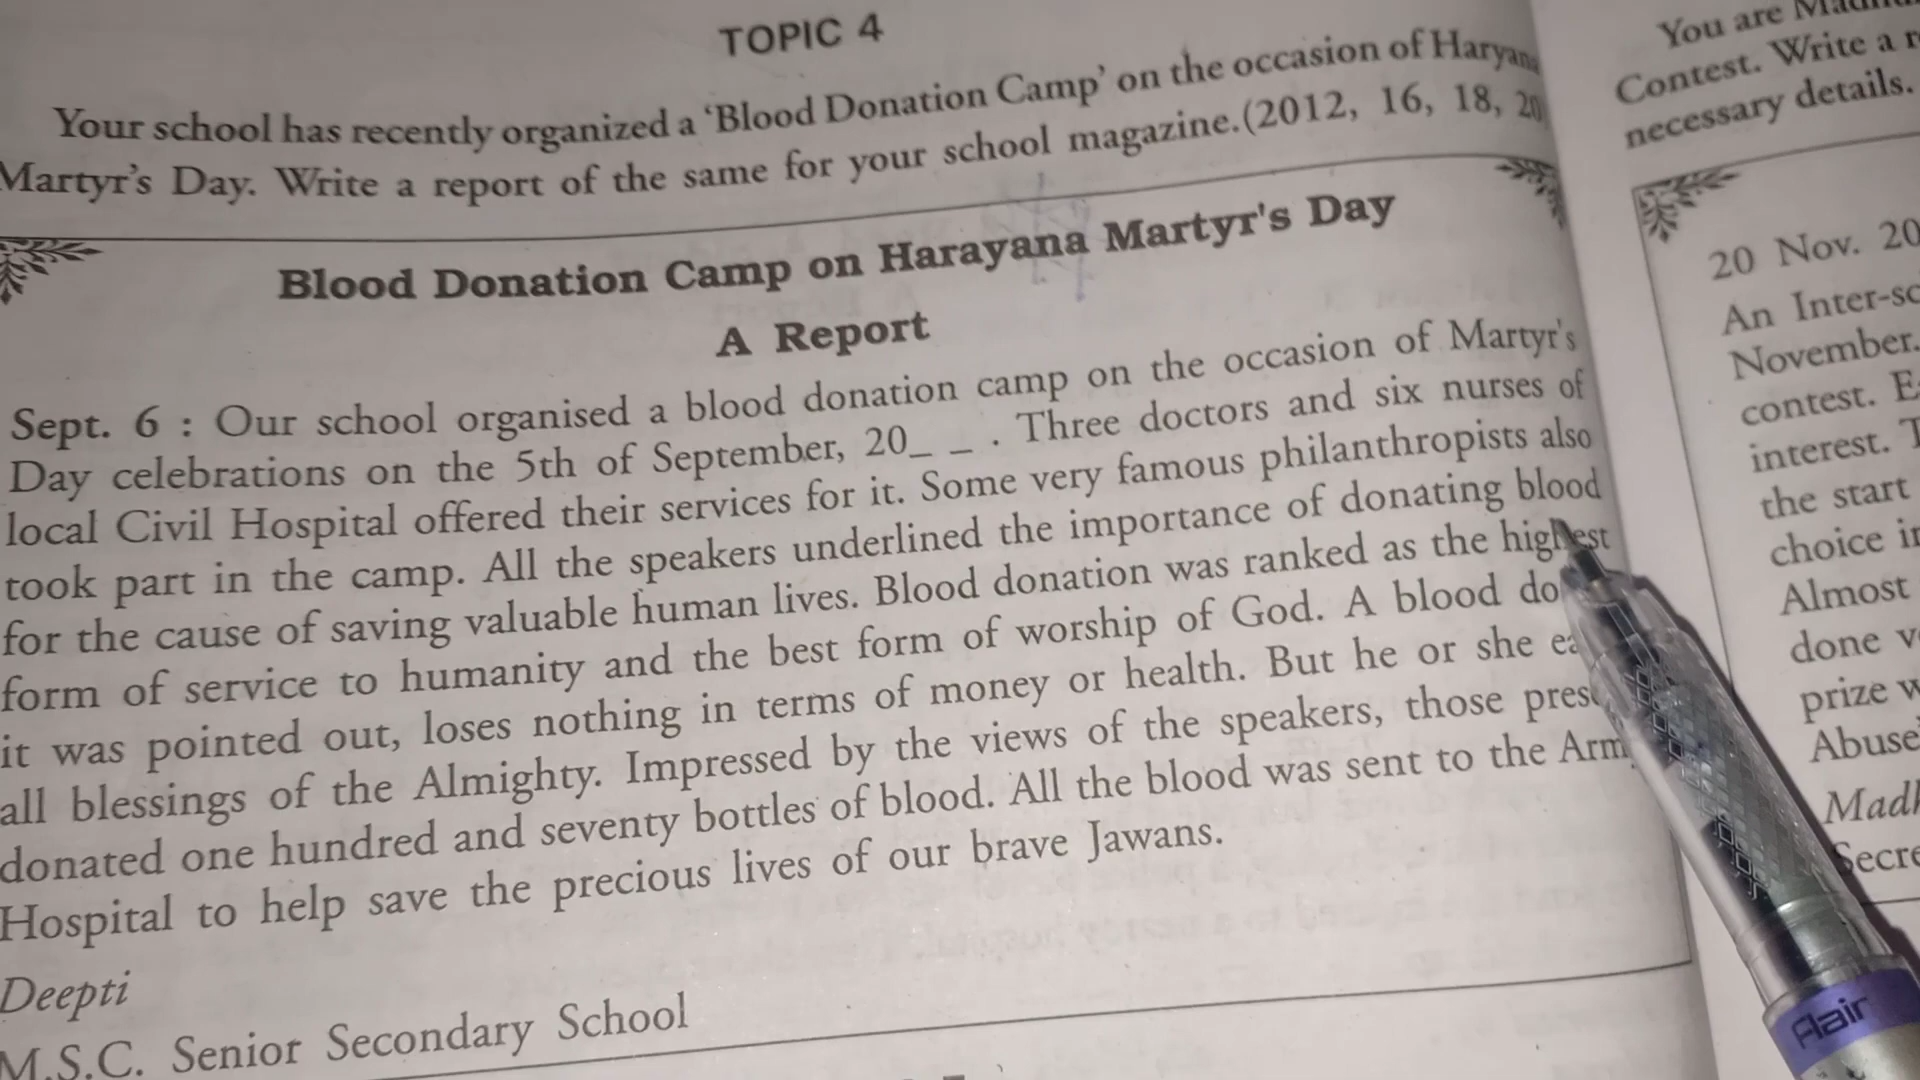 TOPIC 4
Your school has recently organized a ‘Blood Donation Camp’ on the occasion of Haryana
Martyr’s Day. Write a report of the same for your school magazine.(2012, 16, 18, 20
Blood Donation Camp on Harayana Martyr's Day
A Report
Sept. 6 : Our school organised a blood donation camp on the occasion of Martyr's
Day celebrations on the 5th of September, 20_ _ . Three doctors and six nurses of
local Civil Hospital offered their services for it. Some very famous philanthropists also
took part in the camp. All the speakers underlined the importance of donating blood
for the cause of saving valuable human lives. Blood donation was ranked as the highest
form of service to humanity and the best form of worship of God. A blood
it was pointed out, loses nothing in terms of money or health. But he or she
all blessings of the Almighty. Impressed by the views of the speakers, those
donated one hundred and seventy bottles of blood. All the blood was sent to the
Hospital to help save the precious lives of our brave Jawans.
Deepti
M.S.C. Senior Secondary School
You are
Contest. Write a
necessary details.
20 Nov. 20
An
November.
contest.
interest.
the start
choice
Almost
done
prize
Flair